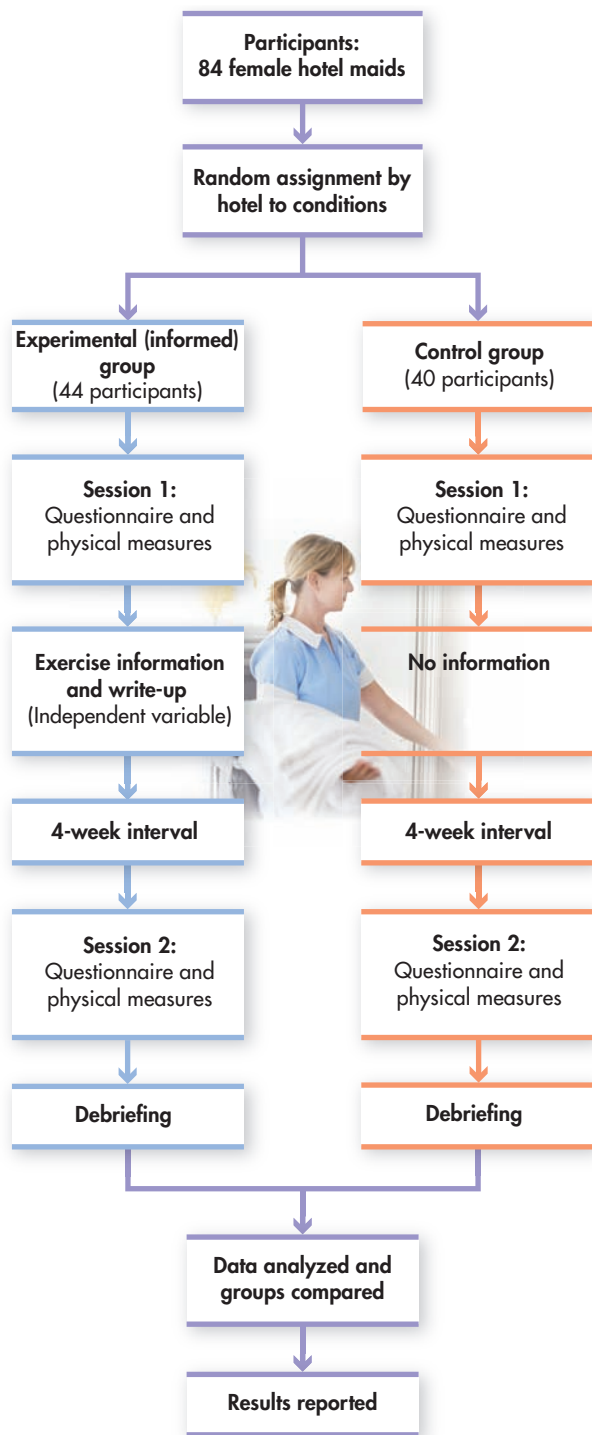 Participants:
84 female hotel maids
Random assignment by
hotel to conditions
Experimental (informed)
group
(44 participants)
Control group
(40 participants)
Session 1:
Questionnaire and
physical measures
Session 1:
Questionnaire and
physical measures
Exercise information
and write-up
(Independent variable)
No information
4-week interval
4-week interval
Session 2:
Questionnaire and
physical measures
Session 2:
Questionnaire and
physical measures
Debriefing
Debriefing
Data analyzed and
groups compared
Results reported